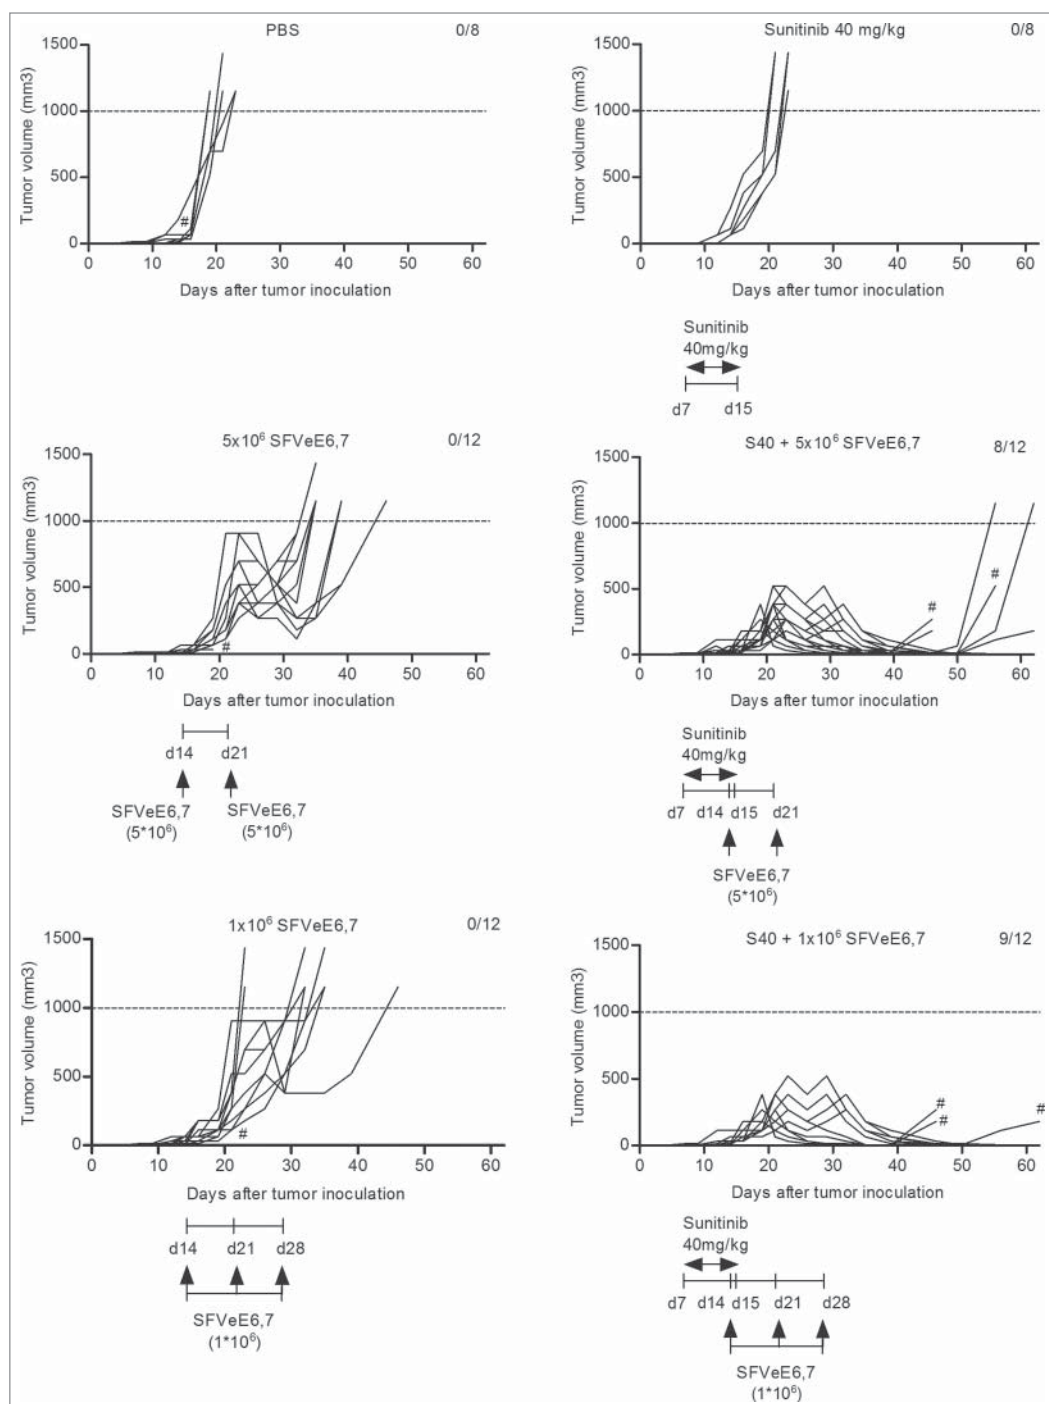 PBS 0/8
Tumor volume (mm3)
1500
1000
500
0
#
0 10 20 30 40 50 60
Days after tumor inoculation
Sunitinib 40 mg/kg 0/8
Tumor volume (mm3)
1500
1000
500
0
0 10 20 30 40 50 60
Days after tumor inoculation
Sunitinib
40mg/kg
d7 d15
5x10⁶ SFVeE6,7 0/12
Tumor volume (mm3)
1500
1000
500
0
#
0 10 20 30 40 50 60
Days after tumor inoculation
d14 d21
SFVeE6,7 SFVeE6,7
(5*10⁶) (5*10⁶)
S40 + 5x10⁶ SFVeE6,7 8/12
Tumor volume (mm3)
1500
1000
500
0
# #
0 10 20 30 40 50 60
Days after tumor inoculation
Sunitinib
40mg/kg
d7 d14 d15 d21
SFVeE6,7
(5*10⁶)
1x10⁶ SFVeE6,7 0/12
Tumor volume (mm3)
1500
1000
500
0
#
0 10 20 30 40 50 60
Days after tumor inoculation
d14 d21 d28
SFVeE6,7
(1*10⁶)
S40 + 1x10⁶ SFVeE6,7 9/12
Tumor volume (mm3)
1500
1000
500
0
# # #
0 10 20 30 40 50 60
Days after tumor inoculation
Sunitinib
40mg/kg
d7 d14 d15 d21 d28
SFVeE6,7
(1*10⁶)